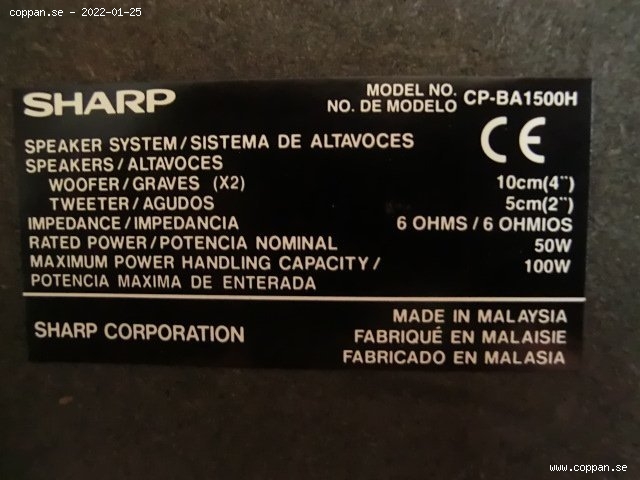 coppan.se - 2022-01-25
SHARP
MODEL NO.
NO. DE MODELO CP-BA1500H
CE
SPEAKER SYSTEM/SISTEMA DE ALTAVOCES
SPEAKERS/ALTAVOCES
WOOFER/GRAVES (X2) 10cm(4")
TWEETER/AGUDOS 5cm(2")
IMPEDANCE/IMPEDANCIA 6 OHMS/6 OHMIOS
RATED POWER/POTENCIA NOMINAL 50W
MAXIMUM POWER HANDLING CAPACITY/ 100W
POTENCIA MAXIMA DE ENTERADA
SHARP CORPORATION
MADE IN MALAYSIA
FABRIQUÉ EN MALAISIE
FABRICADO EN MALASIA
www.coppan.se